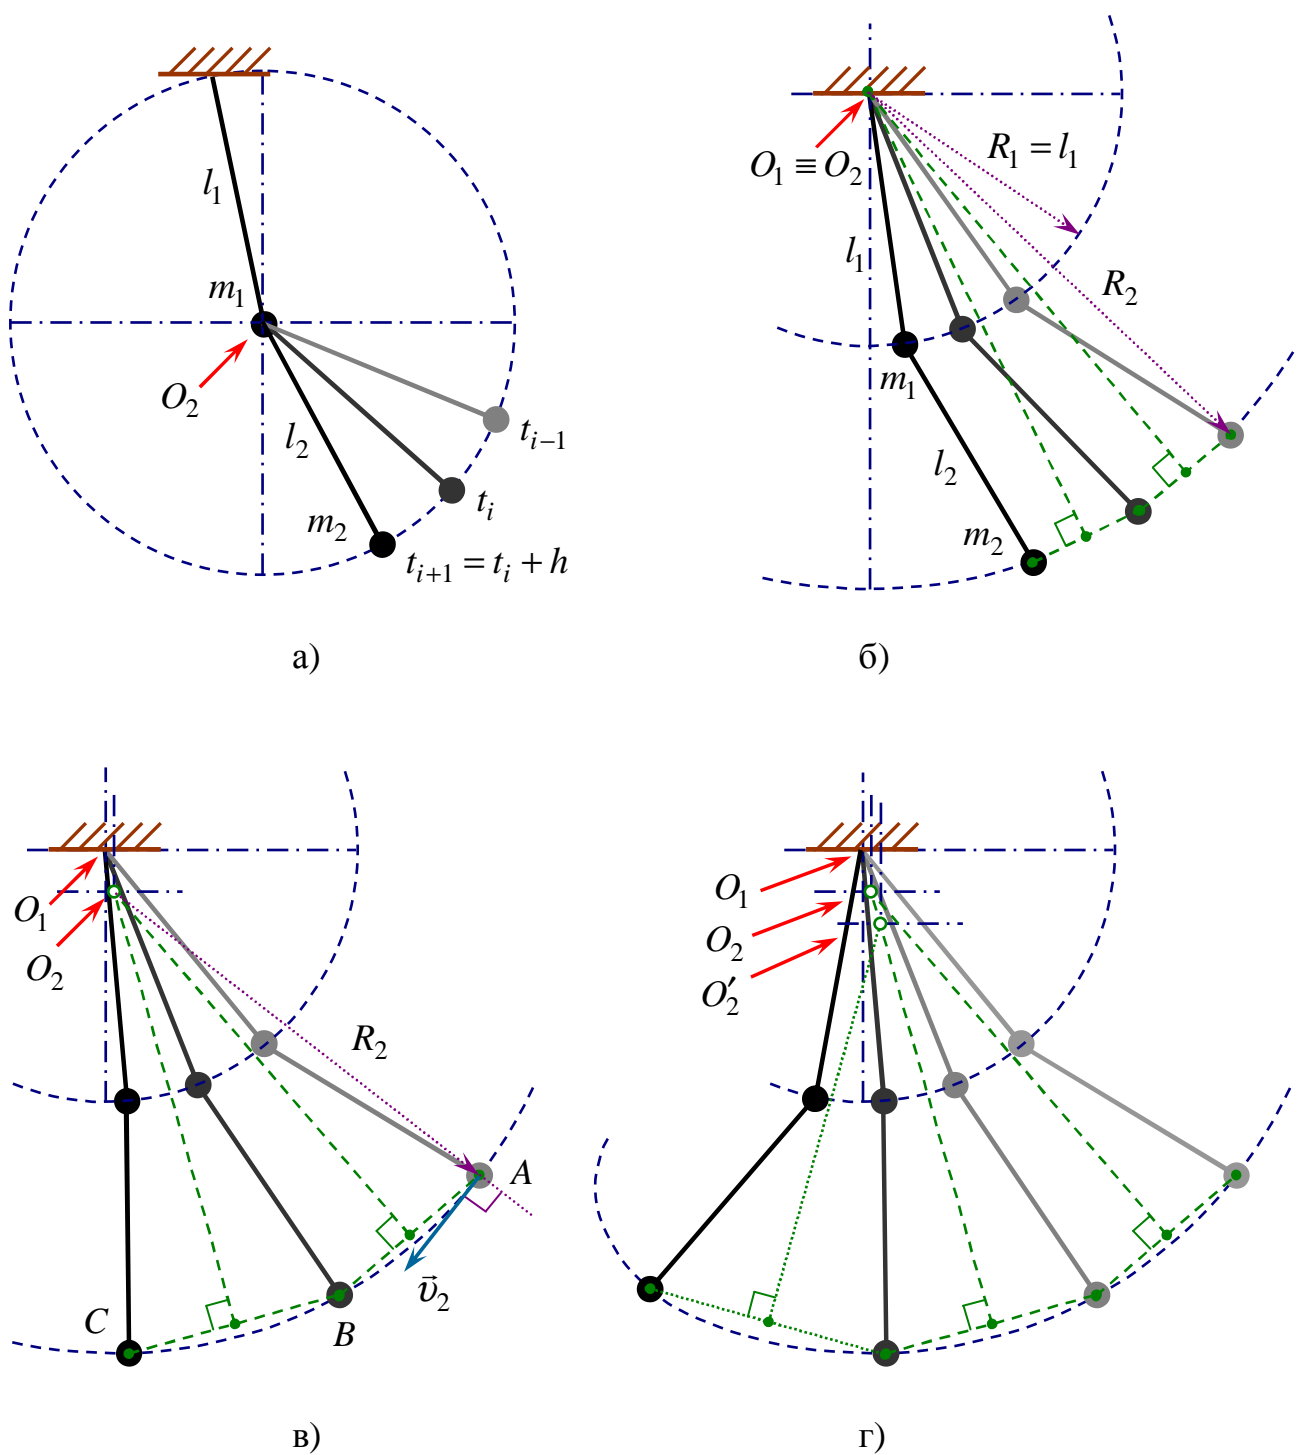 l₁
m₁
O₂
l₂
tᵢ₋₁
tᵢ
m₂
tᵢ₊₁ = tᵢ + h
а)
R₁ = l₁
O₁ ≡ O₂
l₁
R₂
m₁
l₂
m₂
б)
O₁
O₂
R₂
A
υ⃗₂
C
B
в)
O₁
O₂
O₂′
г)